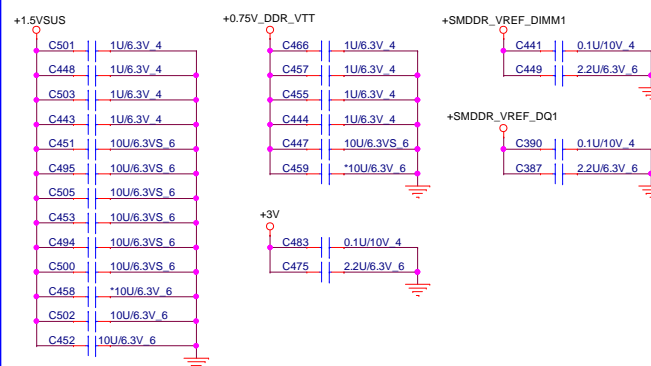 +1.5VSUS
C501 1U/6.3V_4
C448 1U/6.3V_4
C503 1U/6.3V_4
C443 1U/6.3V_4
C451 10U/6.3VS_6
C495 10U/6.3VS_6
C505 10U/6.3VS_6
C453 10U/6.3VS_6
C494 10U/6.3VS_6
C500 10U/6.3VS_6
C458 *10U/6.3V_6
C502 10U/6.3V_6
C452 10U/6.3V_6
+0.75V_DDR_VTT
C466 1U/6.3V_4
C457 1U/6.3V_4
C455 1U/6.3V_4
C444 1U/6.3V_4
C447 10U/6.3VS_6
C459 *10U/6.3V_6
+3V
C483 0.1U/10V_4
C475 2.2U/6.3V_6
+SMDDR_VREF_DIMM1
C441 0.1U/10V_4
C449 2.2U/6.3V_6
+SMDDR_VREF_DQ1
C390 0.1U/10V_4
C387 2.2U/6.3V_6